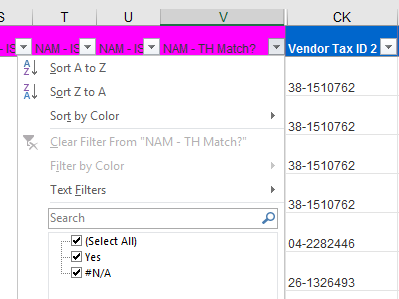 S T U V CK
- IS NAM - IS NAM - IS NAM - TH Match? Vendor Tax ID 2
Sort A to Z
Sort Z to A
Sort by Color
Clear Filter From "NAM - TH Match?"
Filter by Color
Text Filters
Search
(Select All)
Yes
#N/A
38-1510762
38-1510762
38-1510762
38-1510762
04-2282446
26-1326493